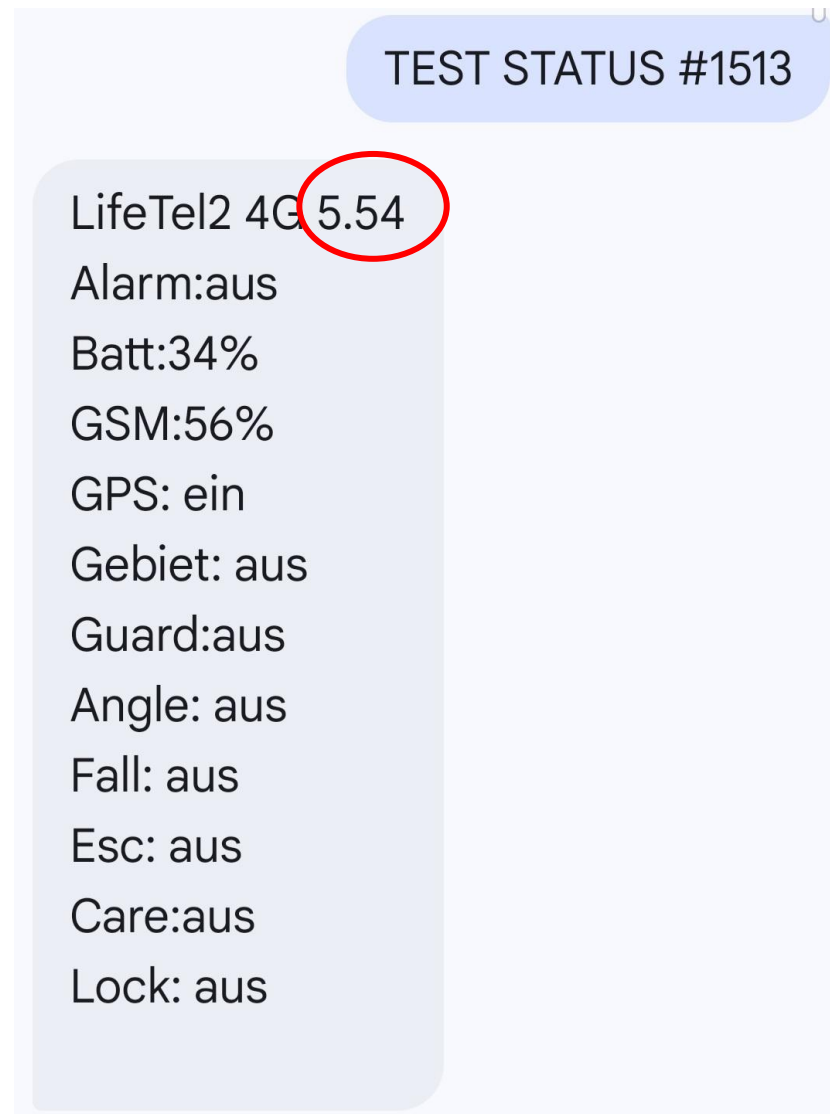 TEST STATUS #1513
LifeTel2 4G 5.54
Alarm:aus
Batt:34%
GSM:56%
GPS: ein
Gebiet: aus
Guard:aus
Angle: aus
Fall: aus
Esc: aus
Care:aus
Lock: aus